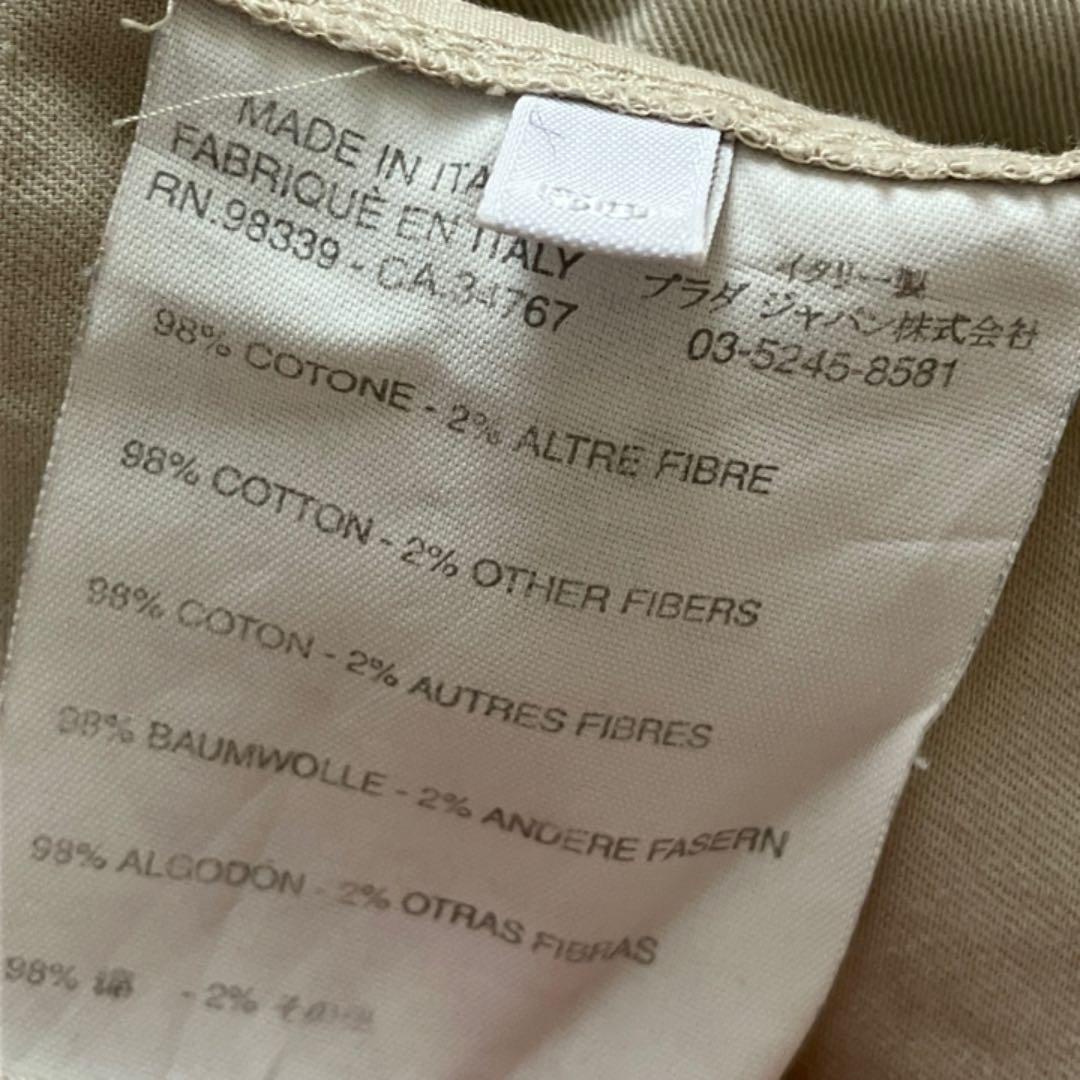 MADE IN ITA
FABRIQUÈ EN ITALY
RN.98339 - CA.34767
イタリー製
プラダ ジャパン株式会社
03-5245-8581
98% COTONE - 2% ALTRE FIBRE
98% COTTON - 2% OTHER FIBERS
98% COTON - 2% AUTRES FIBRES
98% BAUMWOLLE - 2% ANDERE FASERN
98% ALGODÓN - 2% OTRAS FIBRAS
98% 綿 - 2% その他